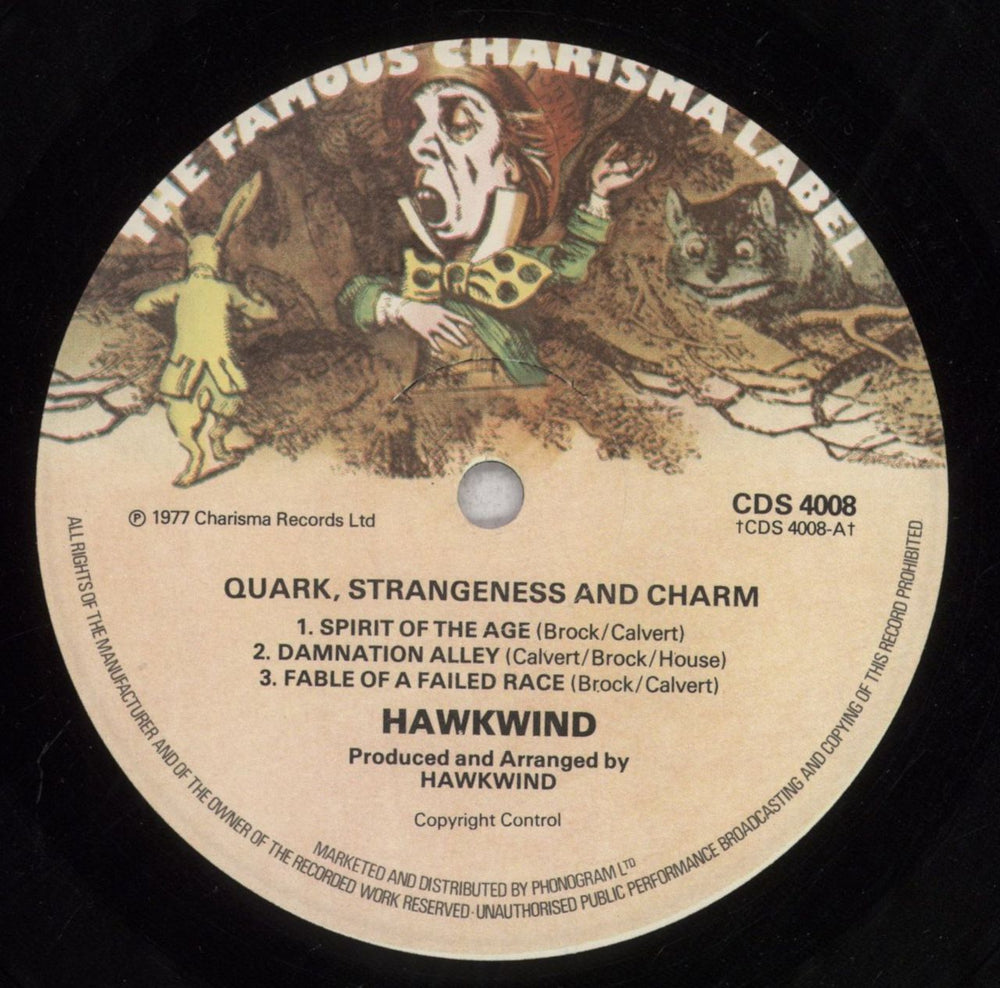 THE FAMOUS CHARISMA LABEL
℗ 1977 Charisma Records Ltd
CDS 4008
†CDS 4008-A†
QUARK, STRANGENESS AND CHARM
1. SPIRIT OF THE AGE (Brock/Calvert)
2. DAMNATION ALLEY (Calvert/Brock/House)
3. FABLE OF A FAILED RACE (Brock/Calvert)
HAWKWIND
Produced and Arranged by
HAWKWIND
Copyright Control
MARKETED AND DISTRIBUTED BY PHONOGRAM LTD
ALL RIGHTS OF THE MANUFACTURER AND OF THE OWNER OF THE RECORDED WORK RESERVED·UNAUTHORISED PUBLIC PERFORMANCE BROADCASTING AND COPYING OF THIS RECORD PROHIBITED